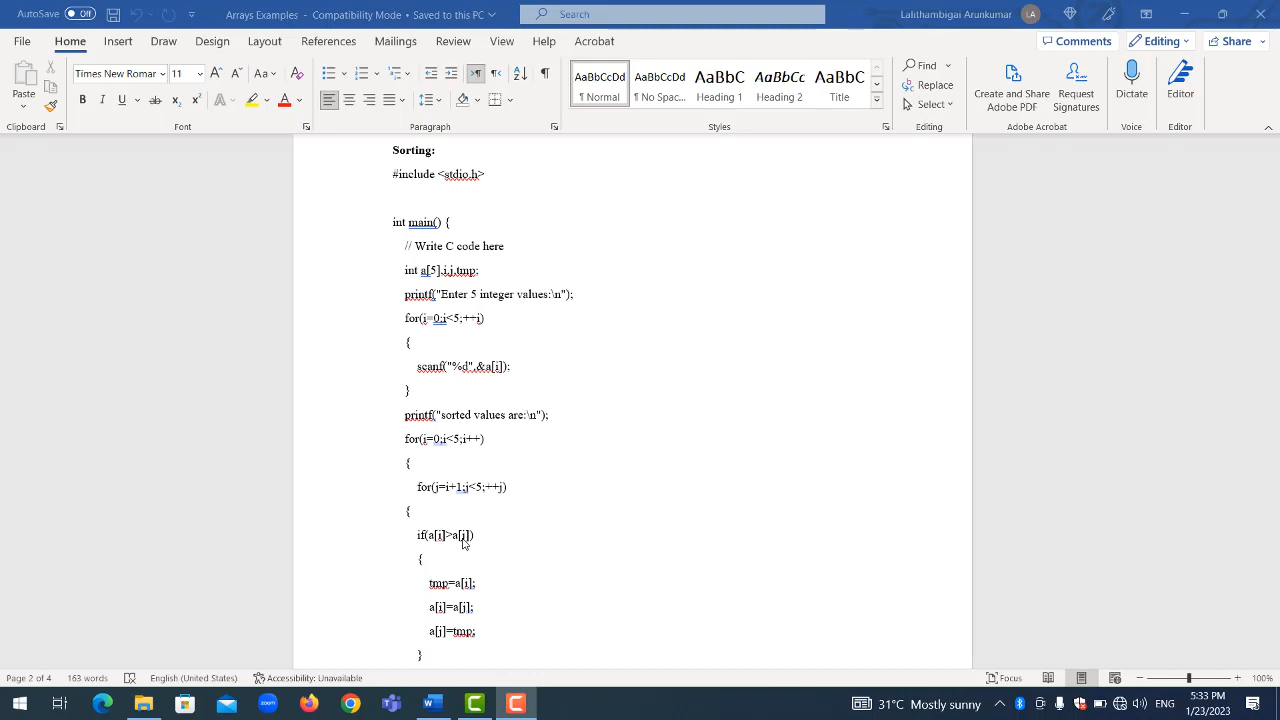 AutoSave Off Arrays Examples - Compatibility Mode • Saved to this PC Search Lalithambigai Arunkumar LA
File Home Insert Draw Design Layout References Mailings Review View Help Acrobat Comments Editing Share
Paste Times New Roman 11 A A Aa A
B I U ab x₂ x² A A
AaBbCcDd AaBbCcDd AaBbC AaBbCc AaBbC
¶ Normal ¶ No Spac... Heading 1 Heading 2 Title
Find Replace Select
Create and Share Adobe PDF Request Signatures Dictate Editor
Clipboard Font Paragraph Styles Editing Adobe Acrobat Voice Editor
Sorting:
#include <stdio.h>
int main() {
// Write C code here
int a[5],i,j,tmp;
printf("Enter 5 integer values:\n");
for(i=0;i<5;++i)
{
scanf("%d",&a[i]);
}
printf("sorted values are:\n");
for(i=0;i<5;i++)
{
for(j=i+1;j<5;++j)
{
if(a[i]>a[j])
{
tmp=a[i];
a[i]=a[j];
a[j]=tmp;
}
Page 2 of 4 163 words English (United States) Accessibility: Unavailable Focus 100%
zoom W C C 31°C Mostly sunny ENG 5:33 PM
1/23/2023